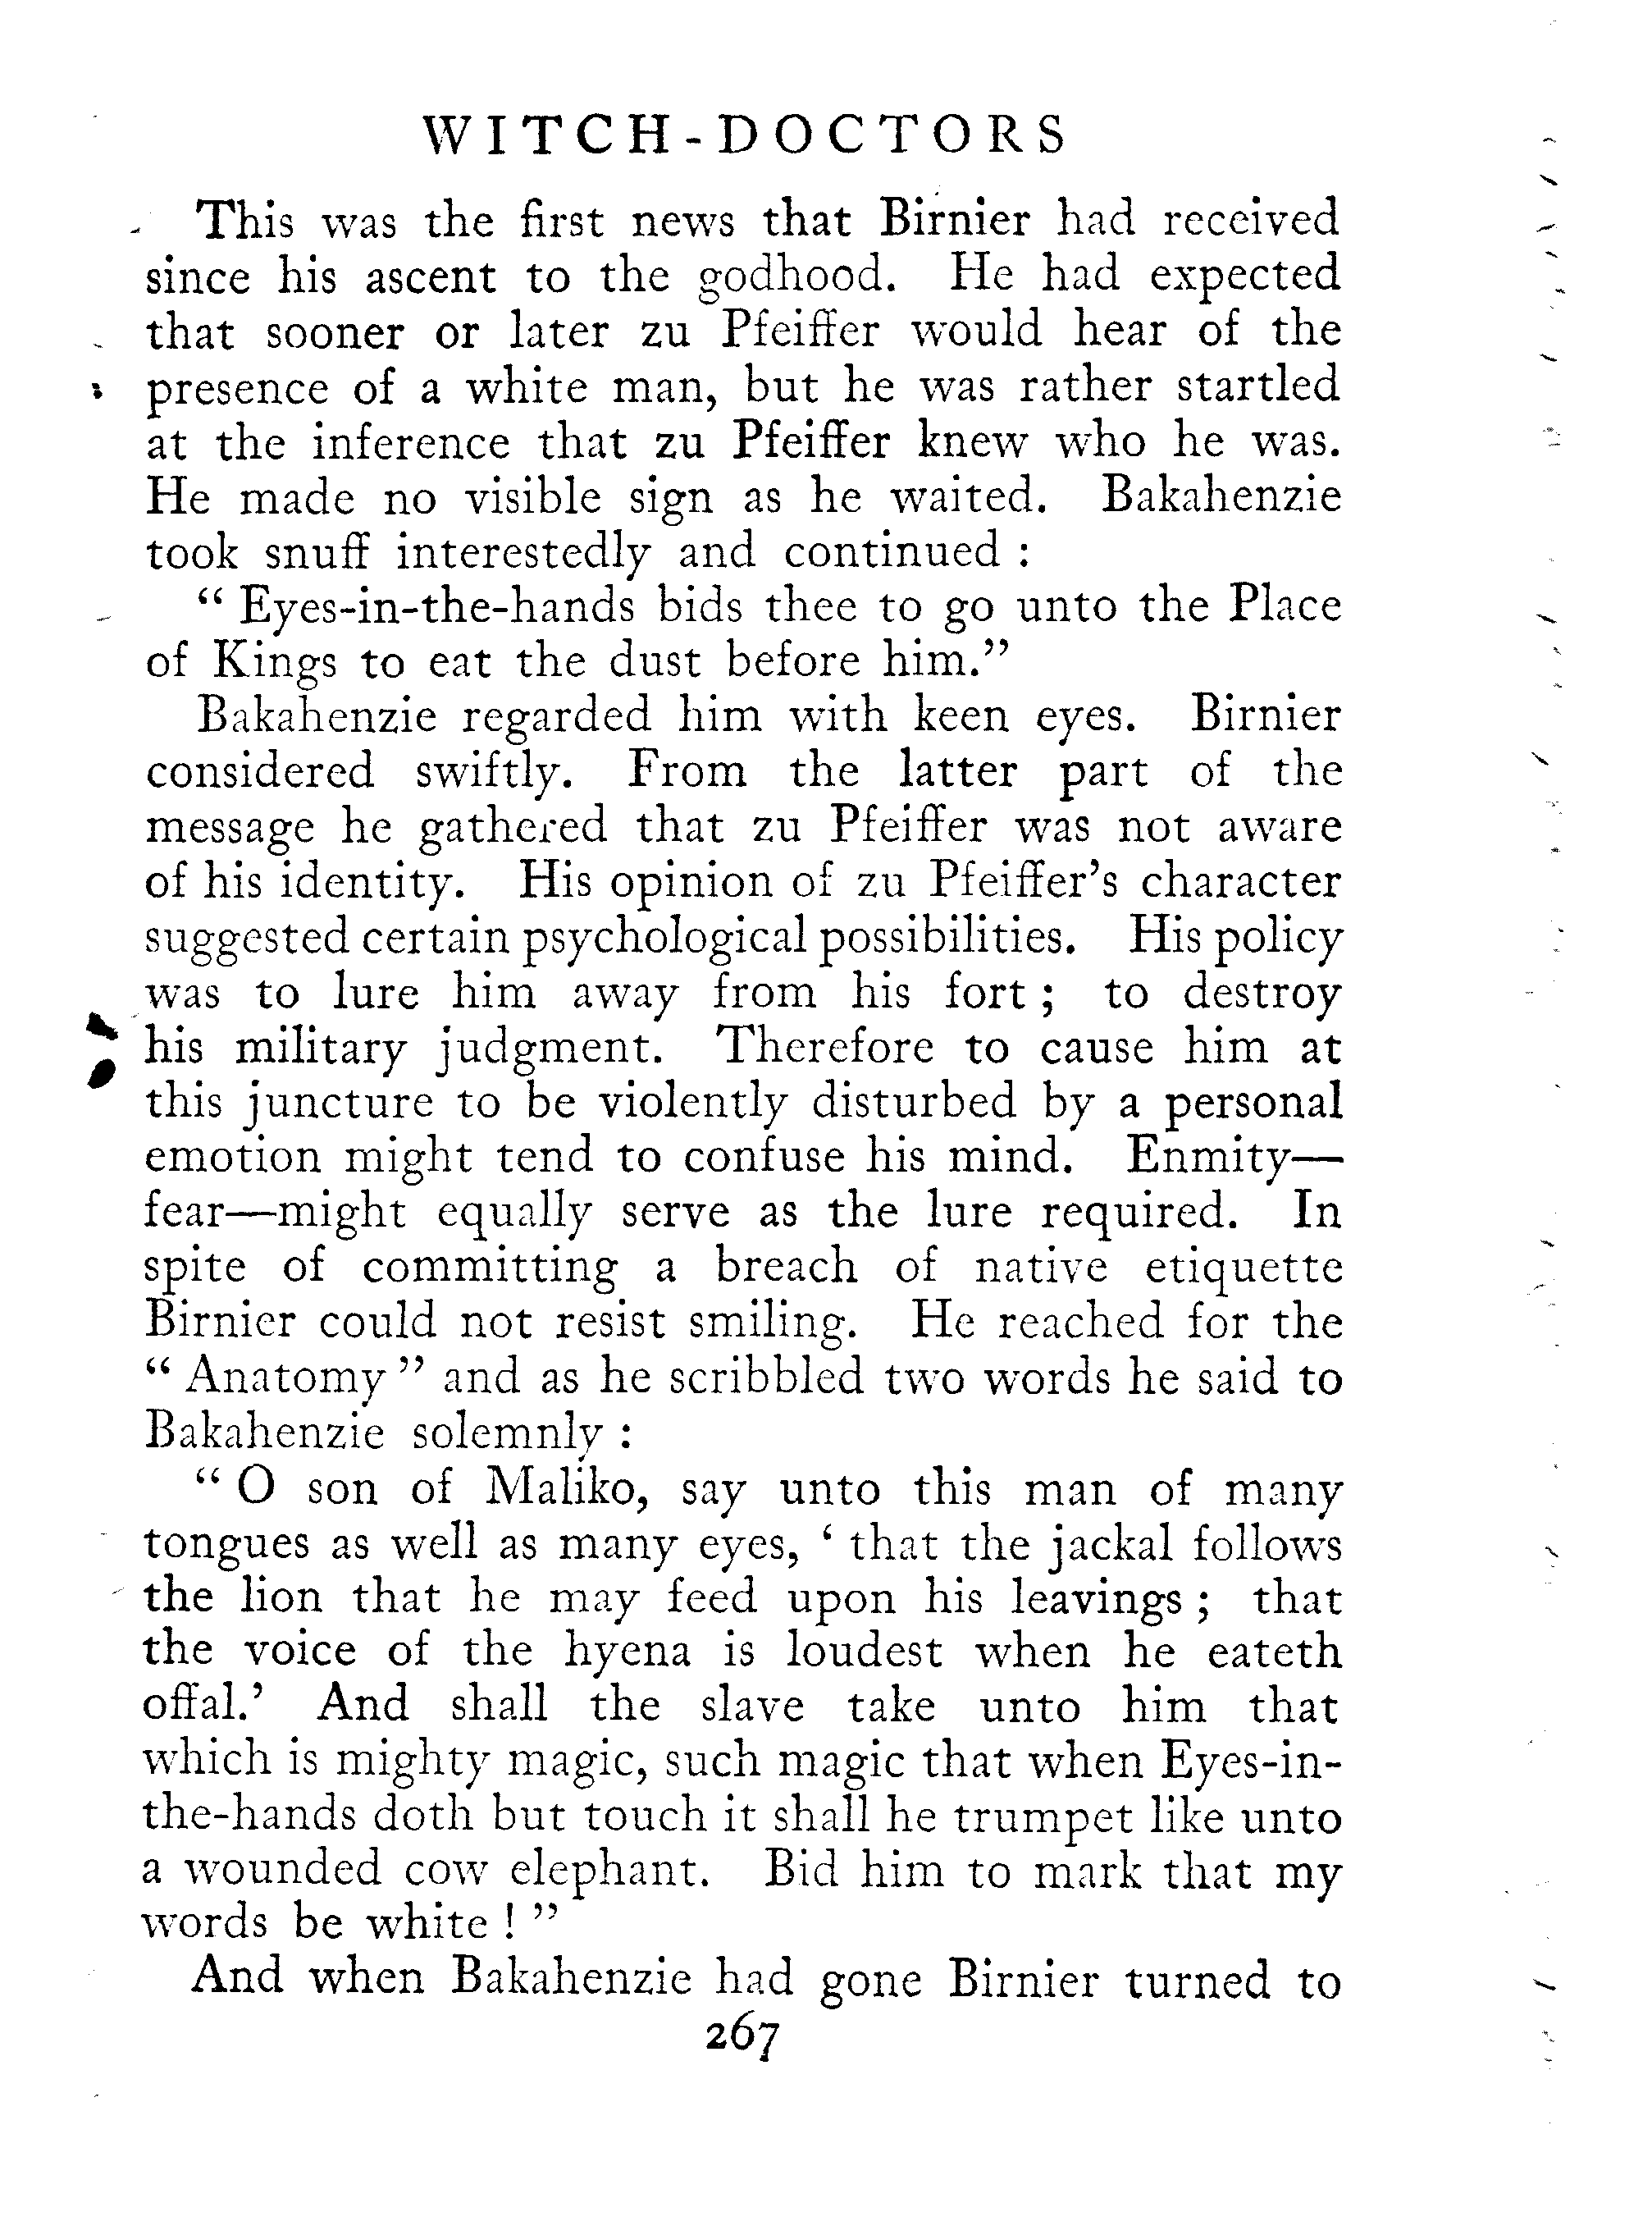 WITCH-DOCTORS
This was the first news that Birnier had received
since his ascent to the godhood. He had expected
that sooner or later zu Pfeiffer would hear of the
presence of a white man, but he was rather startled
at the inference that zu Pfeiffer knew who he was.
He made no visible sign as he waited. Bakahenzie
took snuff interestedly and continued :
“ Eyes-in-the-hands bids thee to go unto the Place
of Kings to eat the dust before him.”
Bakahenzie regarded him with keen eyes. Birnier
considered swiftly. From the latter part of the
message he gathered that zu Pfeiffer was not aware
of his identity. His opinion of zu Pfeiffer’s character
suggested certain psychological possibilities. His policy
was to lure him away from his fort ; to destroy
his military judgment. Therefore to cause him at
this juncture to be violently disturbed by a personal
emotion might tend to confuse his mind. Enmity—
fear—might equally serve as the lure required. In
spite of committing a breach of native etiquette
Birnier could not resist smiling. He reached for the
“ Anatomy ” and as he scribbled two words he said to
Bakahenzie solemnly :
“ O son of Maliko, say unto this man of many
tongues as well as many eyes, ‘ that the jackal follows
the lion that he may feed upon his leavings ; that
the voice of the hyena is loudest when he eateth
offal.’ And shall the slave take unto him that
which is mighty magic, such magic that when Eyes-in-
the-hands doth but touch it shall he trumpet like unto
a wounded cow elephant. Bid him to mark that my
words be white ! ”
And when Bakahenzie had gone Birnier turned to
267